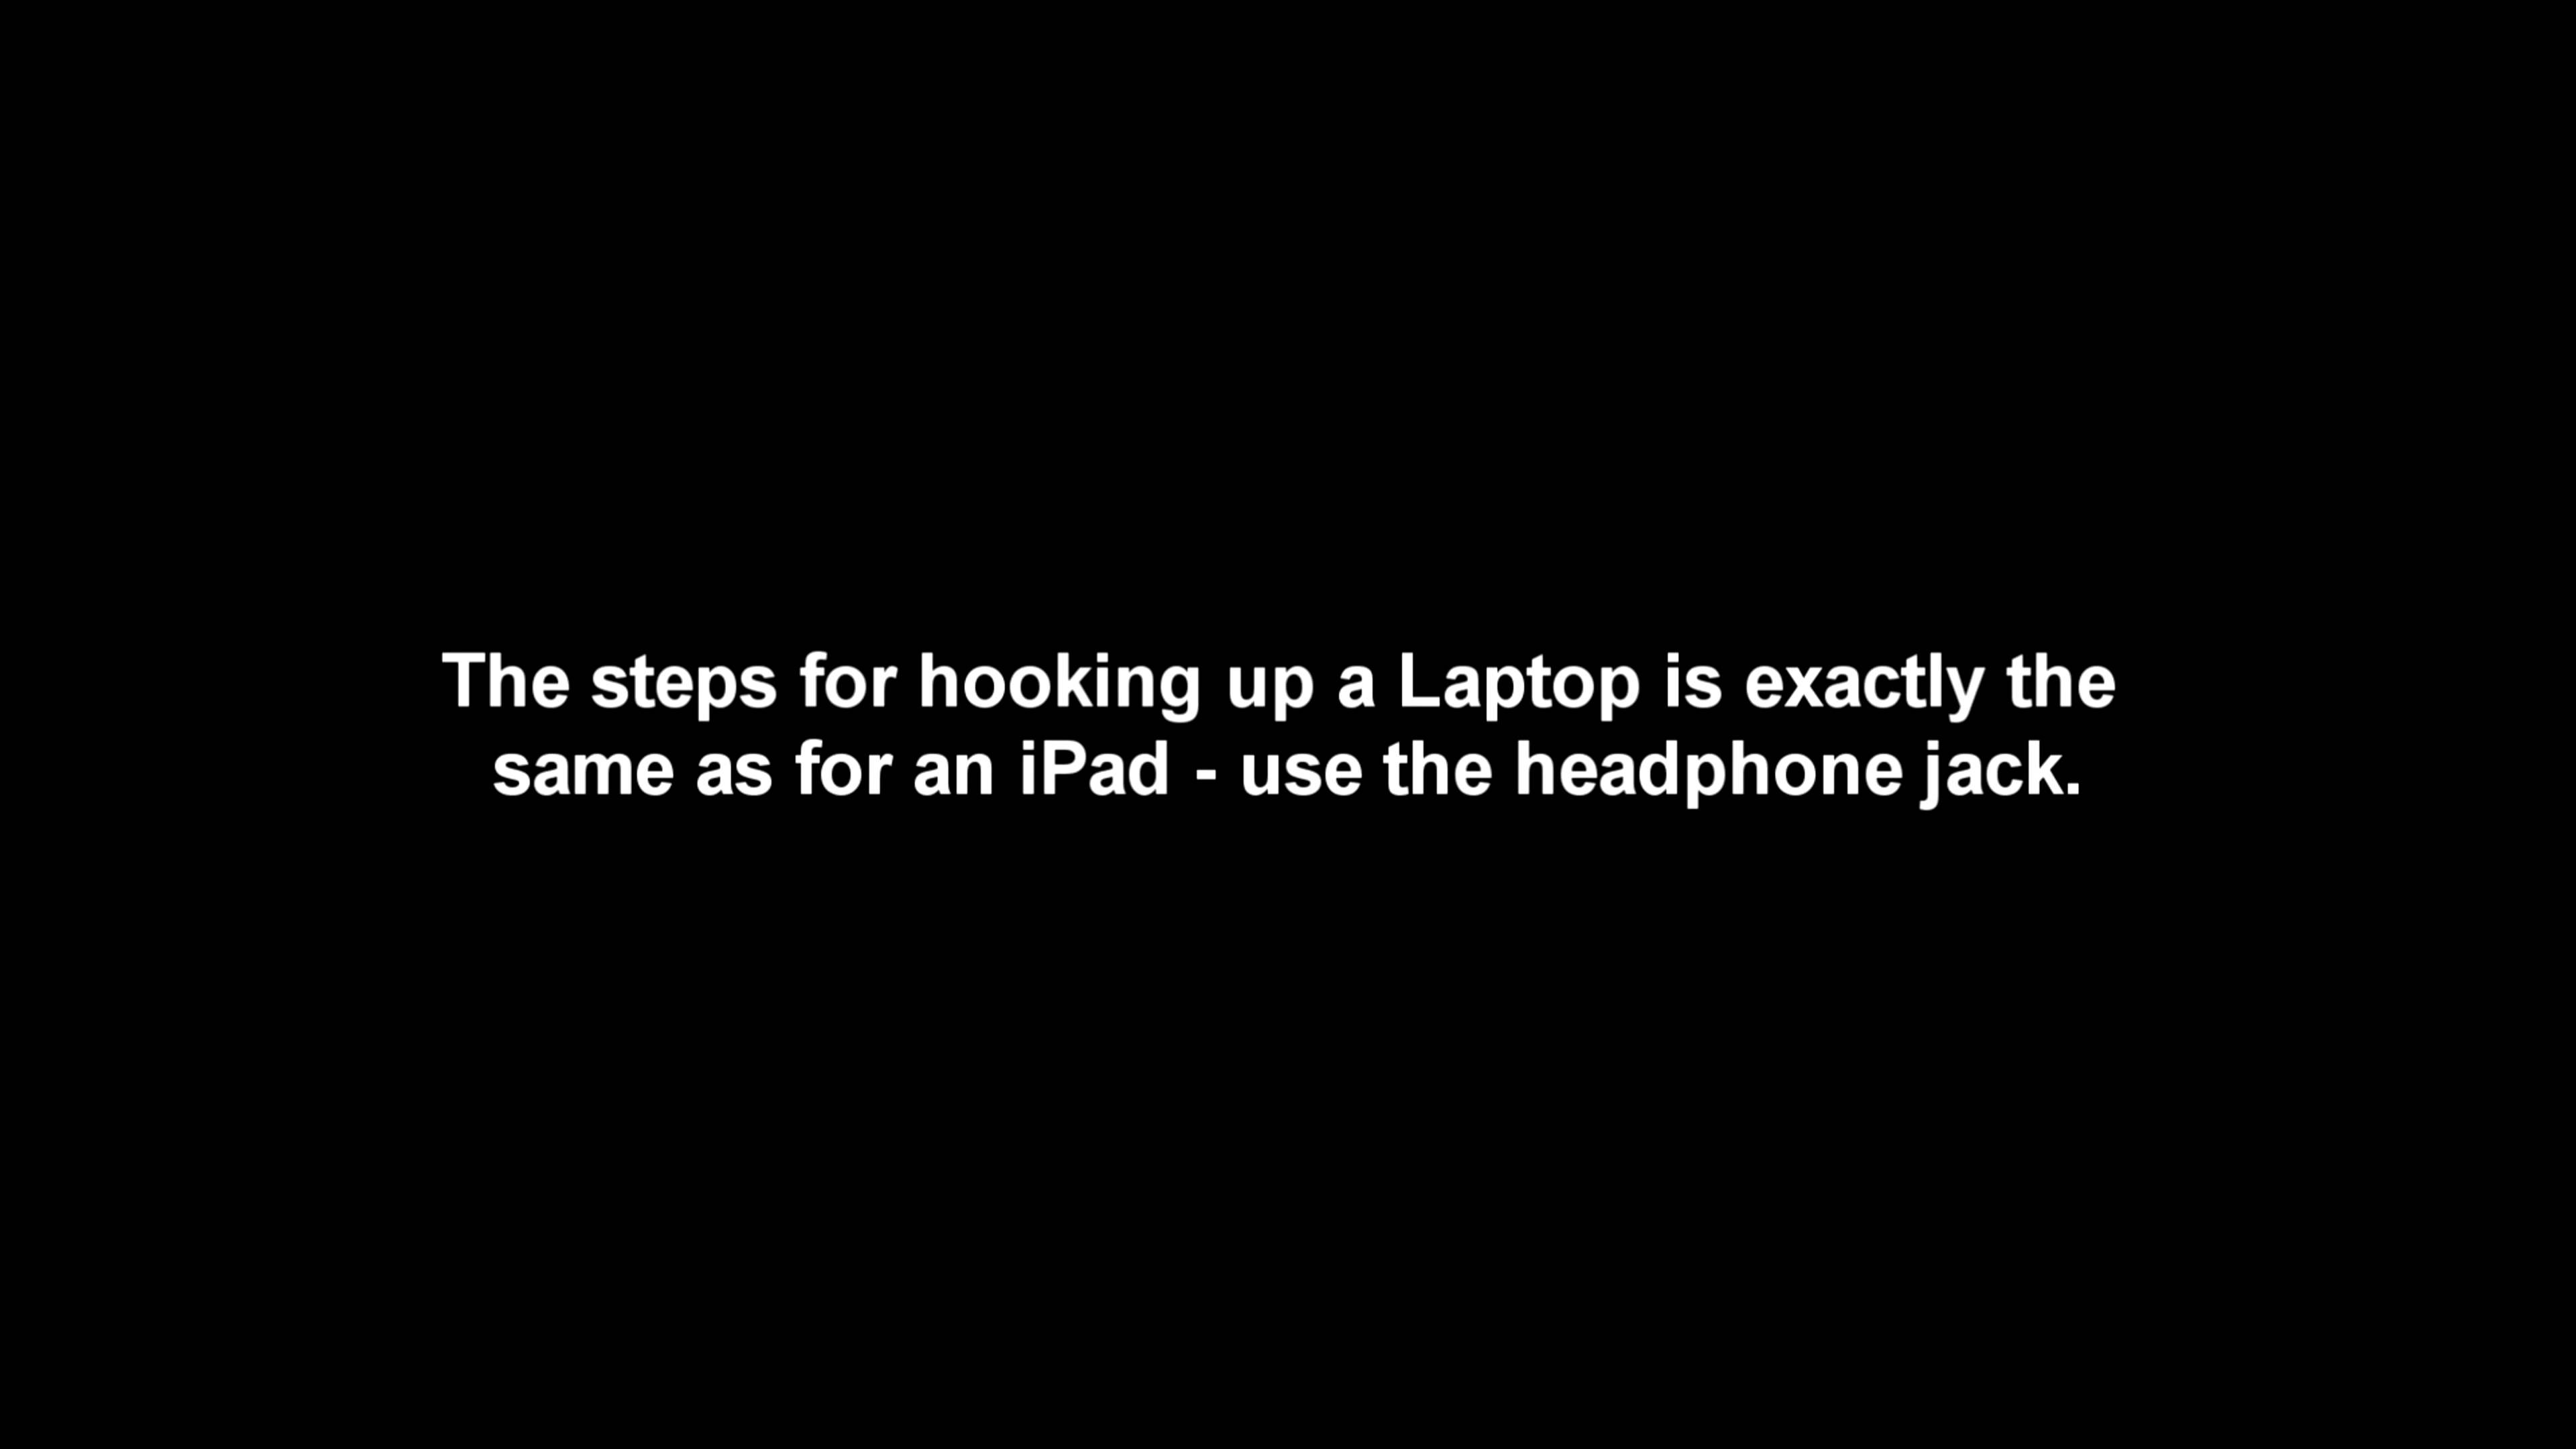 The steps for hooking up a Laptop is exactly the
same as for an iPad - use the headphone jack.